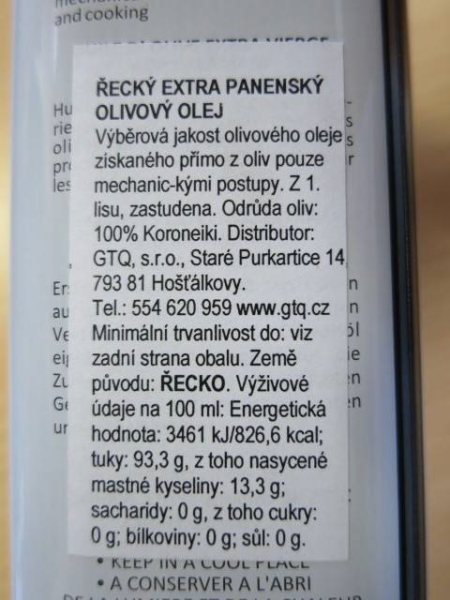 and cooking
ŘECKÝ EXTRA PANENSKÝ
OLIVOVÝ OLEJ
Výběrová jakost olivového oleje
získaného přímo z oliv pouze
mechanic-kými postupy. Z 1.
lisu, zastudena. Odrůda oliv:
100% Koroneiki. Distributor:
GTQ, s.r.o., Staré Purkartice 14,
793 81 Hošťálkovy.
Tel.: 554 620 959 www.gtq.cz
Minimální trvanlivost do: viz
zadní strana obalu. Země
původu: ŘECKO. Výživové
údaje na 100 ml: Energetická
hodnota: 3461 kJ/826,6 kcal;
tuky: 93,3 g, z toho nasycené
mastné kyseliny: 13,3 g;
sacharidy: 0 g, z toho cukry:
0 g; bílkoviny: 0 g; sůl: 0 g.
• KEEP IN A COOL PLACE
• A CONSERVER A L'ABRI